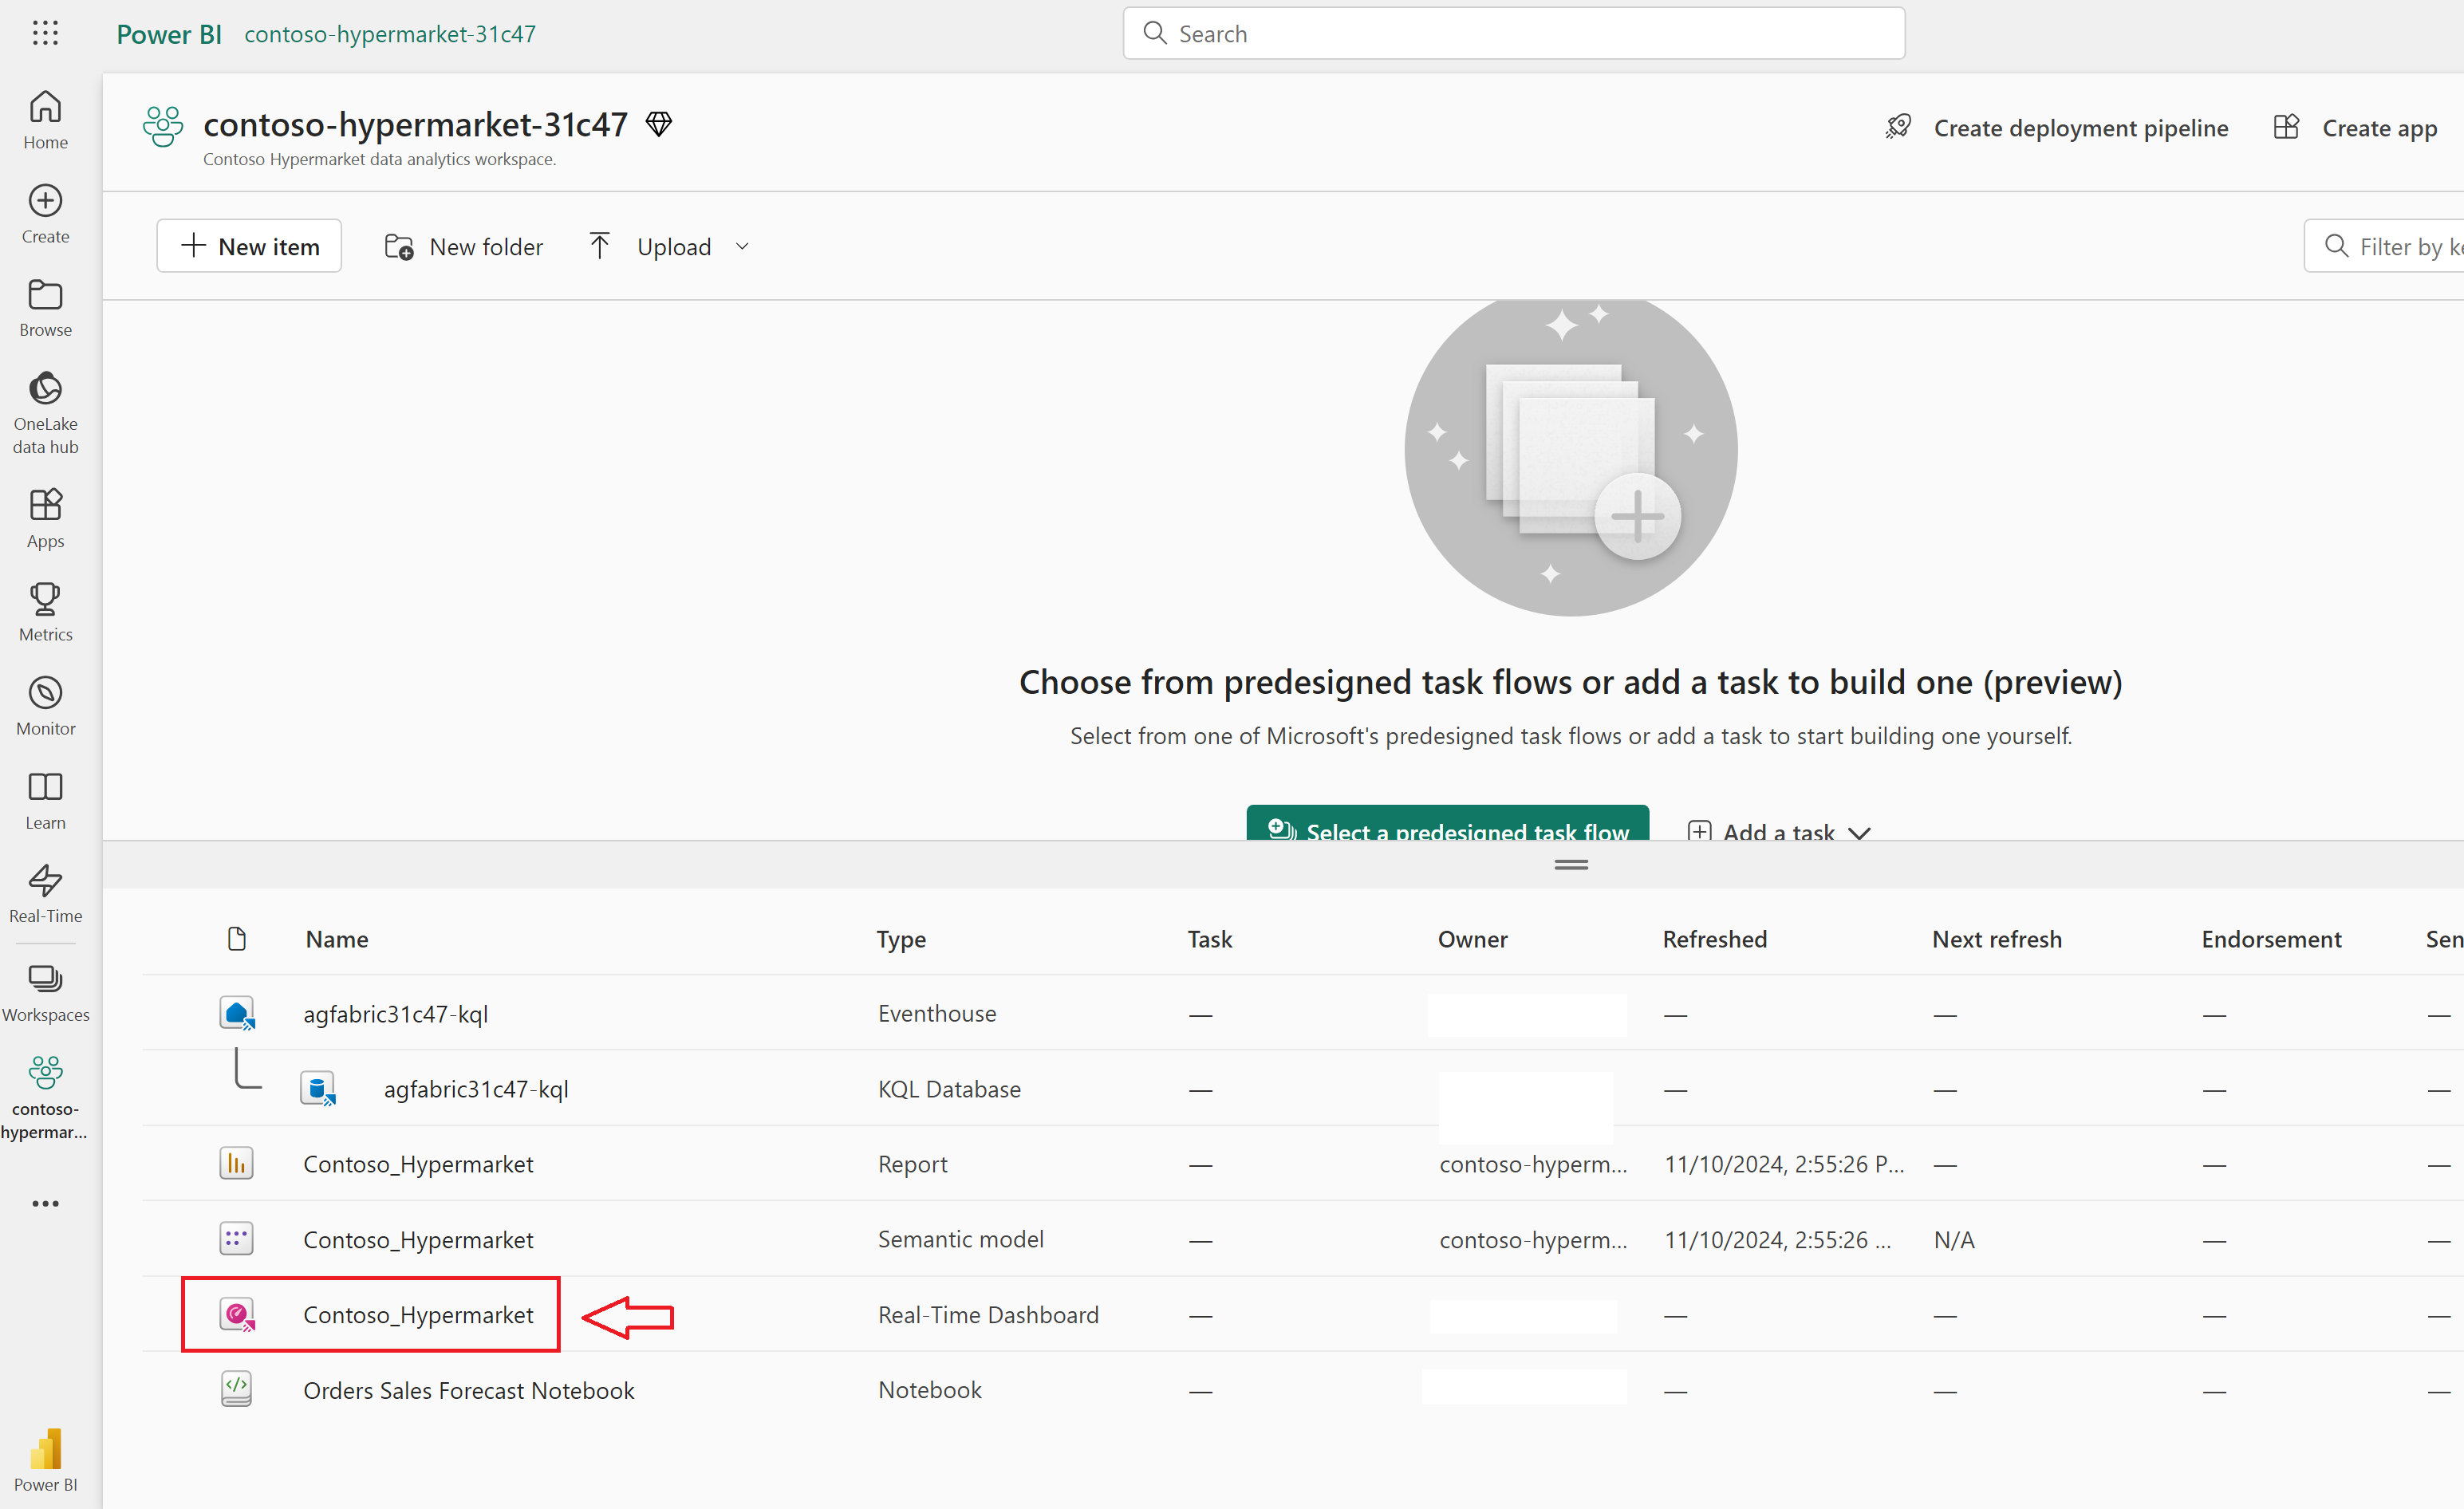 Power BI contoso-hypermarket-31c47 Search
contoso-hypermarket-31c47
Contoso Hypermarket data analytics workspace.
Create deployment pipeline Create app
New item New folder Upload
Filter by ke
Home
Create
Browse
OneLake
data hub
Apps
Metrics
Monitor
Learn
Real-Time
Workspaces
contoso-
hypermar...
Power BI
Choose from predesigned task flows or add a task to build one (preview)
Select from one of Microsoft's predesigned task flows or add a task to start building one yourself.
Select a predesigned task flow Add a task
Name Type Task Owner Refreshed Next refresh Endorsement Sen
agfabric31c47-kql Eventhouse — — — — —
agfabric31c47-kql KQL Database — — — — —
Contoso_Hypermarket Report — contoso-hyperm... 11/10/2024, 2:55:26 P... — — —
Contoso_Hypermarket Semantic model — contoso-hyperm... 11/10/2024, 2:55:26 ... N/A — —
Contoso_Hypermarket Real-Time Dashboard — — — — —
Orders Sales Forecast Notebook Notebook — — — — —